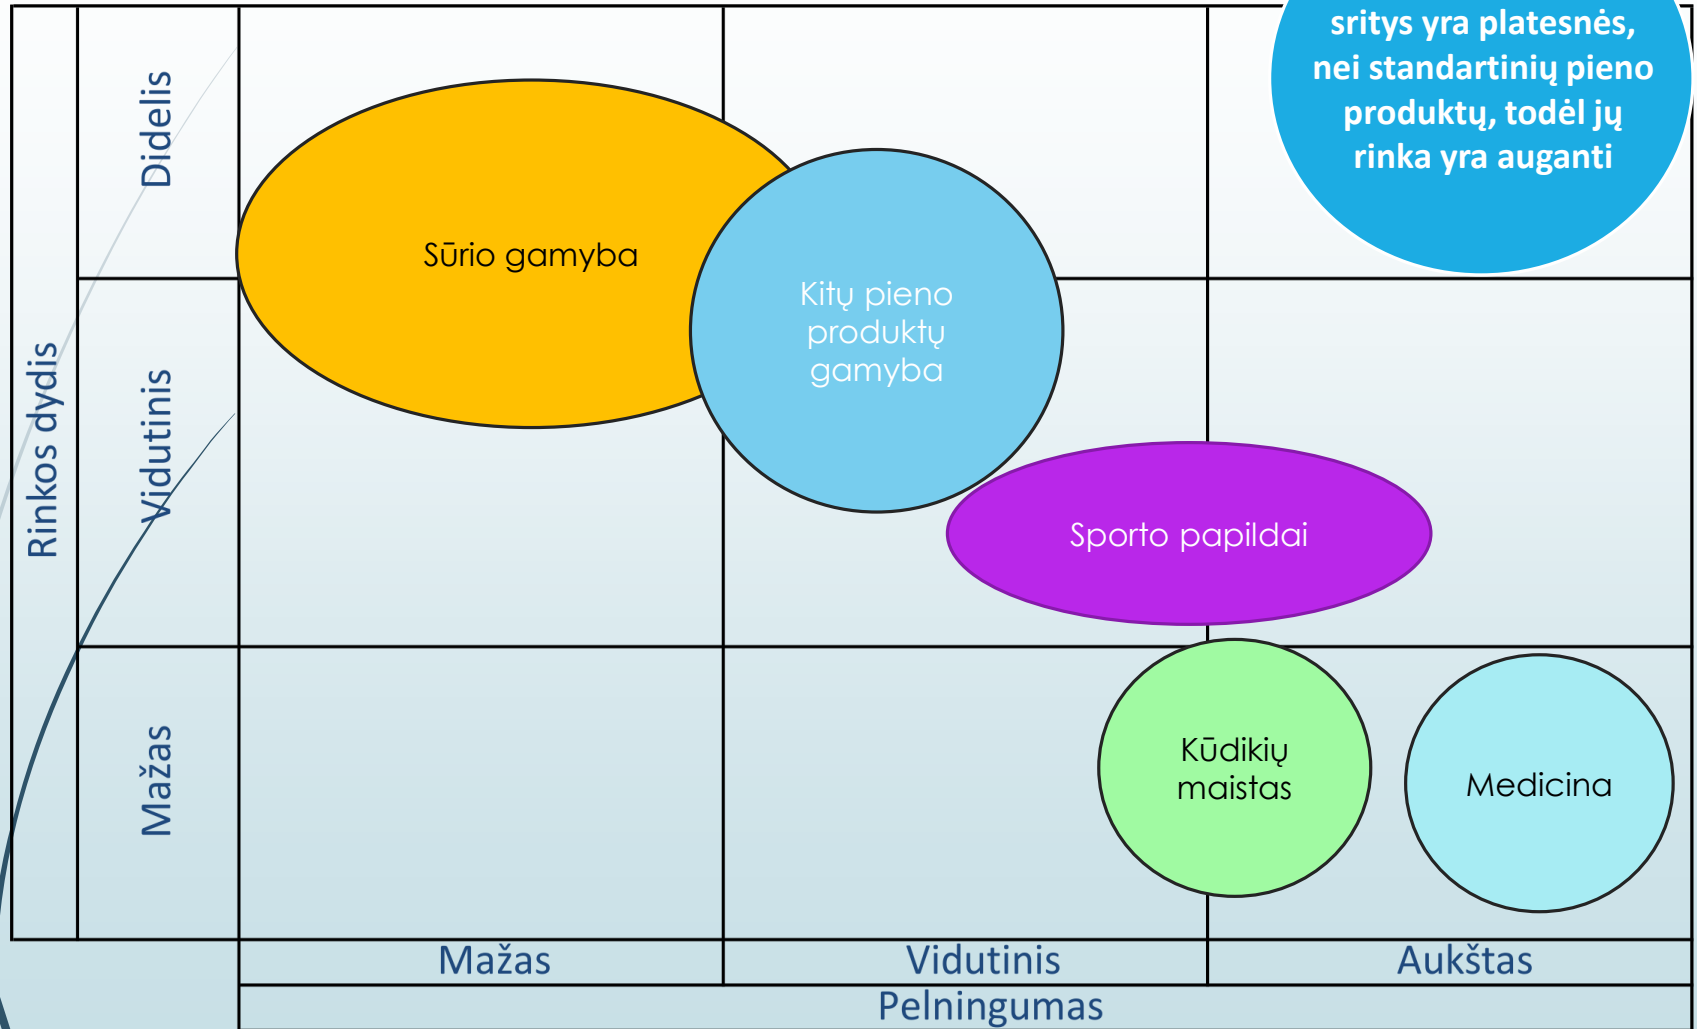 sritys yra platesnės,
nei standartinių pieno
produktų, todėl jų
rinka yra auganti
Rinkos dydis
Didelis
Vidutinis
Mažas
Sūrio gamyba
Kitų pieno
produktų
gamyba
Sporto papildai
Kūdikių
maistas
Medicina
Mažas
Vidutinis
Aukštas
Pelningumas